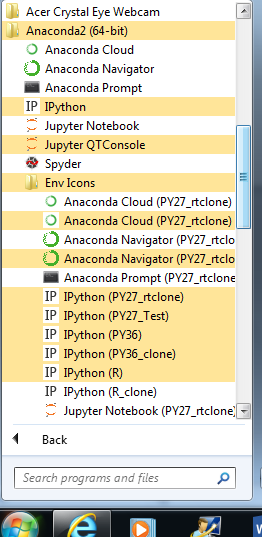 Acer Crystal Eye Webcam
Anaconda2 (64-bit)
Anaconda Cloud
Anaconda Navigator
Anaconda Prompt
IP IPython
Jupyter Notebook
Jupyter QTConsole
Spyder
Env Icons
Anaconda Cloud (PY27_rtclone)
Anaconda Cloud (PY27_rtclone)
Anaconda Navigator (PY27_rtclo
Anaconda Navigator (PY27_rtclo
Anaconda Prompt (PY27_rtclone)
IP IPython (PY27_rtclone)
IP IPython (PY27_Test)
IP IPython (PY36)
IP IPython (PY36_clone)
IP IPython (R)
IP IPython (R_clone)
Jupyter Notebook (PY27_rtclone)
Back
Search programs and files
W